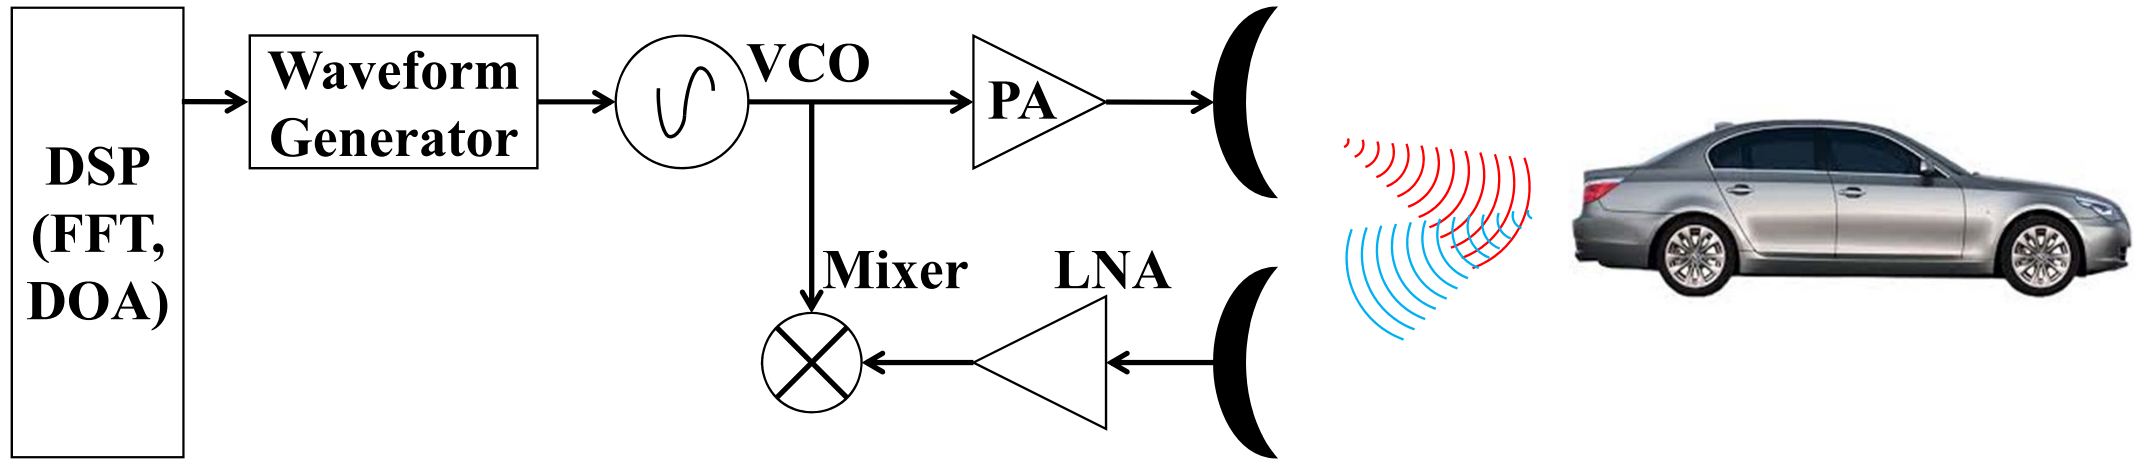 DSP
(FFT,
DOA)
Waveform
Generator
VCO
PA
Mixer
LNA